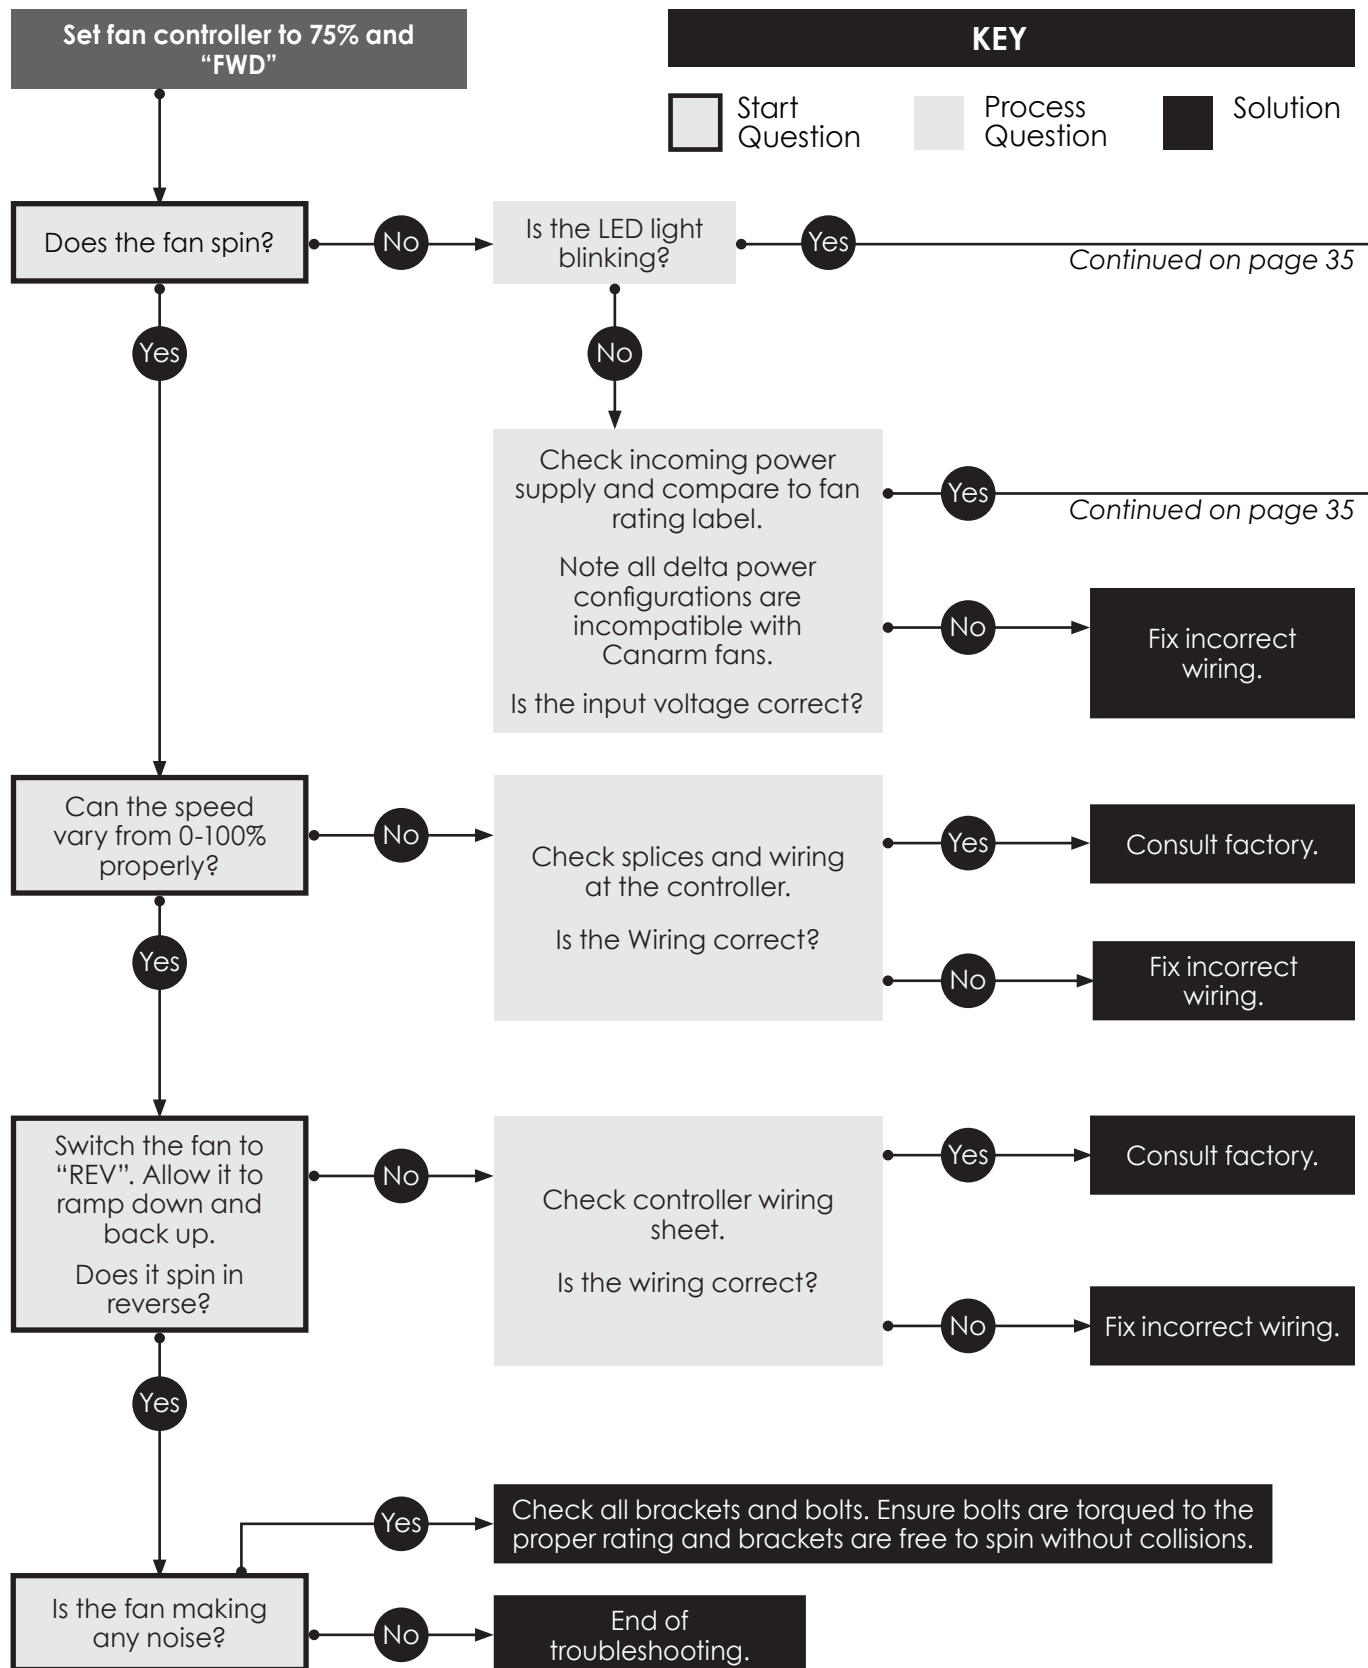 Set fan controller to 75% and
“FWD”
KEY
Start
Question
Process
Question
Solution
Does the fan spin?
No
Is the LED light
blinking?
Yes
Continued on page 35
Yes
No
Check incoming power
supply and compare to fan
rating label.
Note all delta power
configurations are
incompatible with
Canarm fans.
Is the input voltage correct?
Yes
Continued on page 35
No
Fix incorrect
wiring.
Can the speed
vary from 0-100%
properly?
No
Check splices and wiring
at the controller.
Is the Wiring correct?
Yes
Consult factory.
No
Fix incorrect
wiring.
Yes
Switch the fan to
“REV”. Allow it to
ramp down and
back up.
Does it spin in
reverse?
No
Check controller wiring
sheet.
Is the wiring correct?
Yes
Consult factory.
No
Fix incorrect wiring.
Yes
Is the fan making
any noise?
Yes
Check all brackets and bolts. Ensure bolts are torqued to the
proper rating and brackets are free to spin without collisions.
No
End of
troubleshooting.